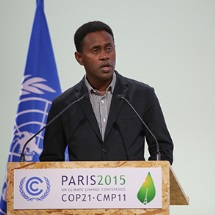 PARIS2015
UN CLIMATE CHANGE CONFERENCE
COP21·CMP11